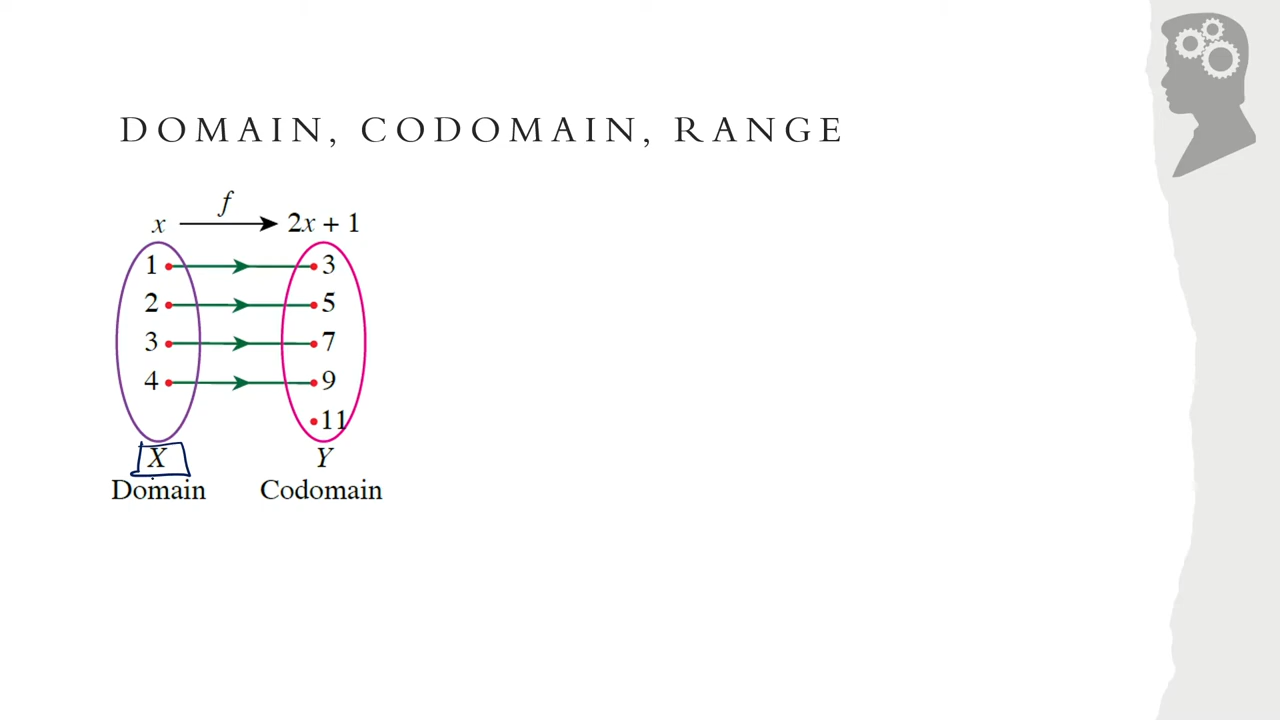 DOMAIN, CODOMAIN, RANGE
f
x 2x + 1
1 3
2 5
3 7
4 9
11
X Y
Domain Codomain